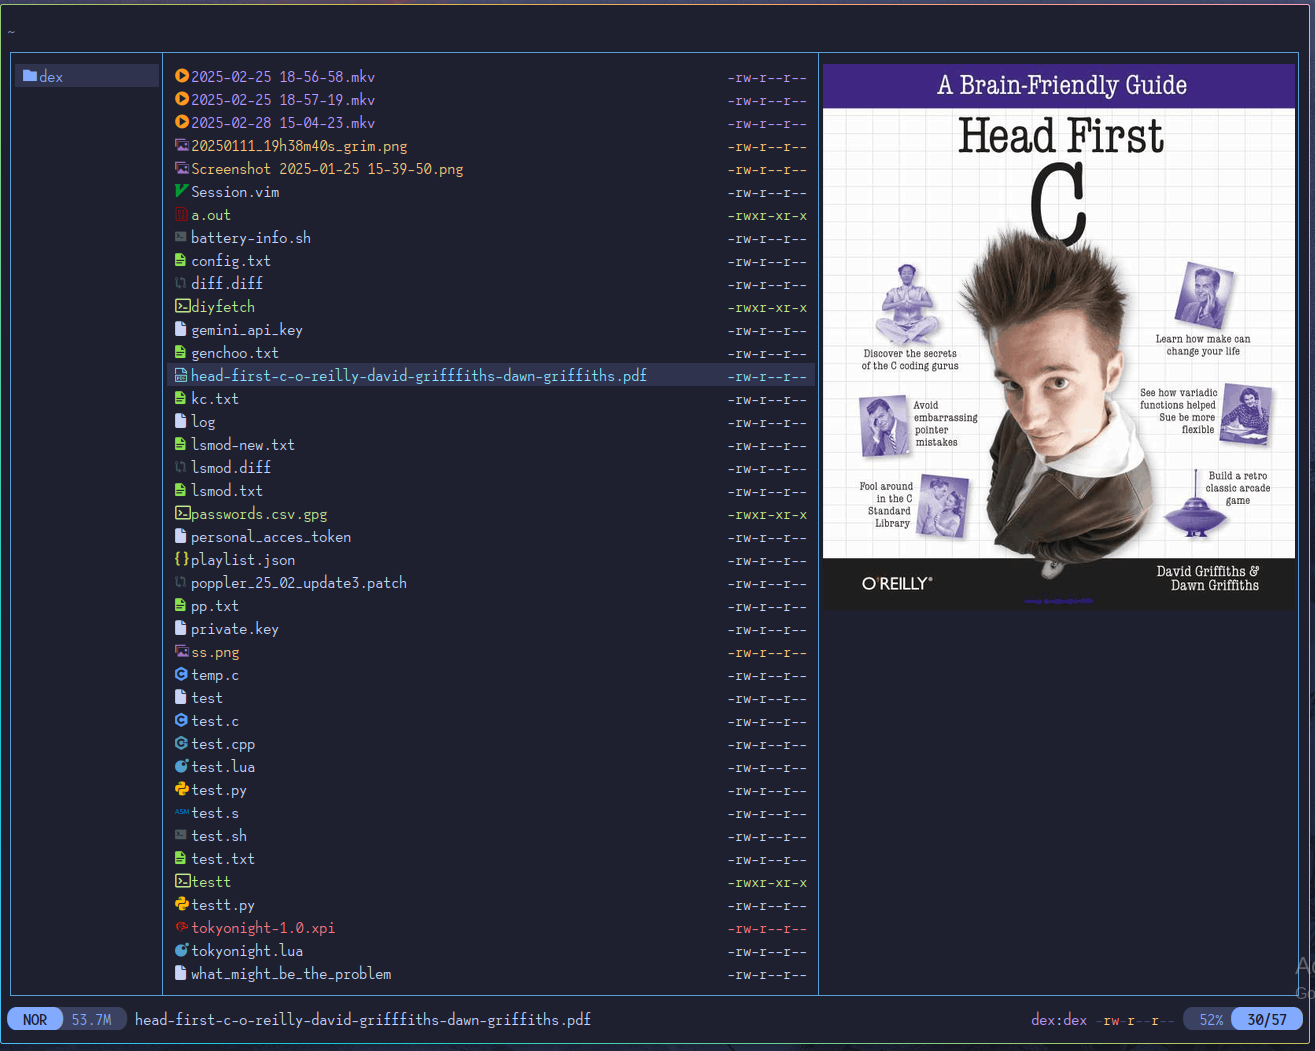 ~
dex
2025-02-25 18-56-58.mkv -rw-r--r--
2025-02-25 18-57-19.mkv -rw-r--r--
2025-02-28 15-04-23.mkv -rw-r--r--
20250111_19h38m40s_grim.png -rw-r--r--
Screenshot 2025-01-25 15-39-50.png -rw-r--r--
Session.vim -rw-r--r--
a.out -rwxr-xr-x
battery-info.sh -rw-r--r--
config.txt -rw-r--r--
diff.diff -rw-r--r--
diyfetch -rwxr-xr-x
gemini_api_key -rw-r--r--
genchoo.txt -rw-r--r--
head-first-c-o-reilly-david-grifffiths-dawn-griffiths.pdf -rw-r--r--
kc.txt -rw-r--r--
log -rw-r--r--
lsmod-new.txt -rw-r--r--
lsmod.diff -rw-r--r--
lsmod.txt -rw-r--r--
passwords.csv.gpg -rwxr-xr-x
personal_acces_token -rw-r--r--
playlist.json -rw-r--r--
poppler_25_02_update3.patch -rw-r--r--
pp.txt -rw-r--r--
private.key -rw-r--r--
ss.png -rw-r--r--
temp.c -rw-r--r--
test -rw-r--r--
test.c -rw-r--r--
test.cpp -rw-r--r--
test.lua -rw-r--r--
test.py -rw-r--r--
ASM test.s -rw-r--r--
test.sh -rw-r--r--
test.txt -rw-r--r--
testt -rwxr-xr-x
testt.py -rw-r--r--
tokyonight-1.0.xpi -rw-r--r--
tokyonight.lua -rw-r--r--
what_might_be_the_problem -rw-r--r--
A Brain-Friendly Guide
Head First
C
Discover the secrets
of the C coding gurus
Learn how make can
change your life
Avoid
embarrassing
pointer
mistakes
See how variadic
functions helped
Sue be more
flexible
Fool around
in the C
Standard
Library
Build a retro
classic arcade
game
O'REILLY®
David Griffiths &
Dawn Griffiths
NOR 53.7M head-first-c-o-reilly-david-grifffiths-dawn-griffiths.pdf dex:dex -rw-r--r-- 52% 30/57